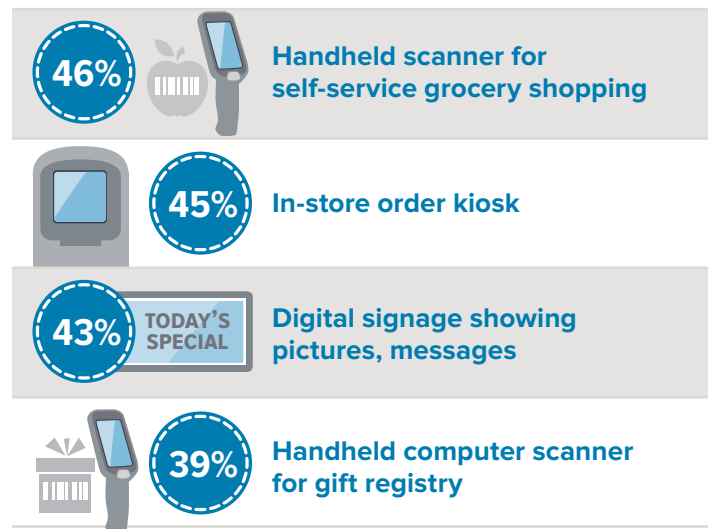 46%
Handheld scanner for
self-service grocery shopping
45%
In-store order kiosk
43%
TODAY'S
SPECIAL
Digital signage showing
pictures, messages
39%
Handheld computer scanner
for gift registry